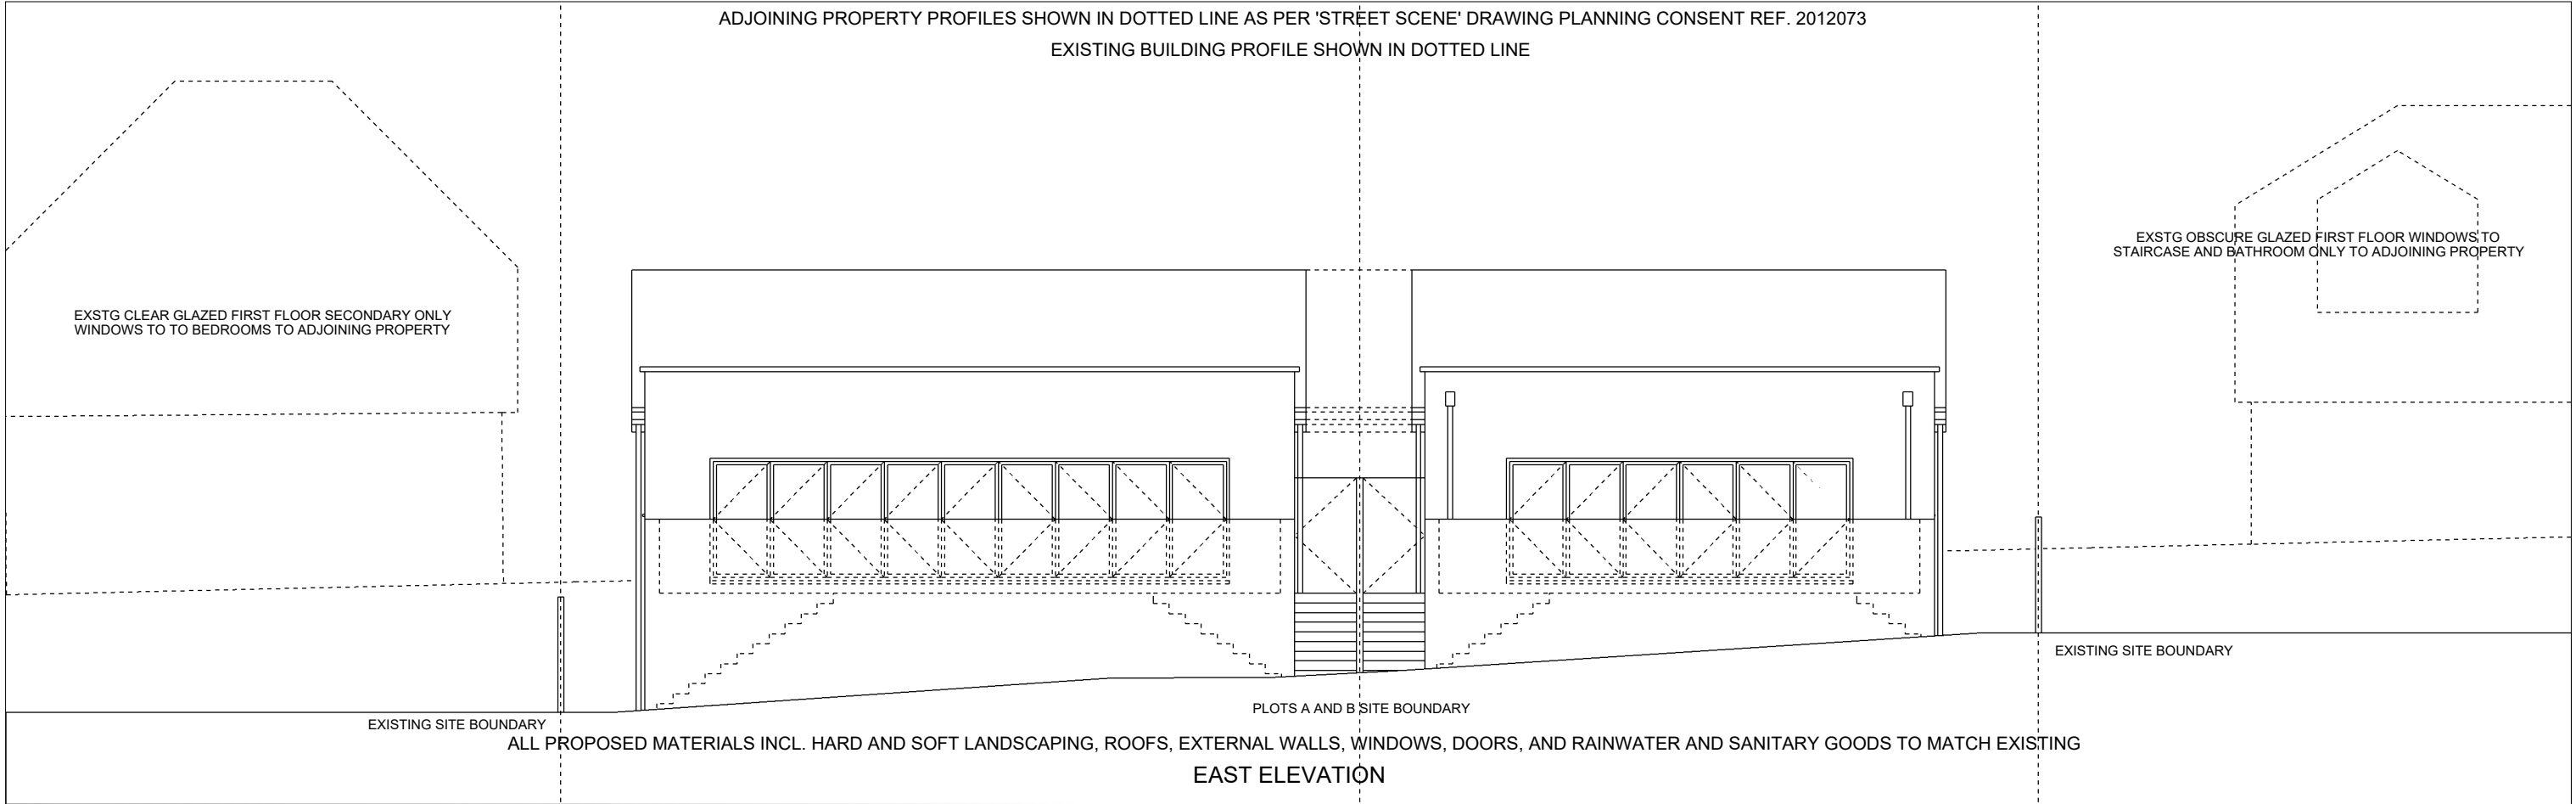 ADJOINING PROPERTY PROFILES SHOWN IN DOTTED LINE AS PER 'STREET SCENE' DRAWING PLANNING CONSENT REF. 2012073
EXISTING BUILDING PROFILE SHOWN IN DOTTED LINE
EXSTG OBSCURE GLAZED FIRST FLOOR WINDOWS TO
STAIRCASE AND BATHROOM ONLY TO ADJOINING PROPERTY
EXSTG CLEAR GLAZED FIRST FLOOR SECONDARY ONLY
WINDOWS TO TO BEDROOMS TO ADJOINING PROPERTY
EXISTING SITE BOUNDARY
PLOTS A AND B SITE BOUNDARY
EXISTING SITE BOUNDARY
ALL PROPOSED MATERIALS INCL. HARD AND SOFT LANDSCAPING, ROOFS, EXTERNAL WALLS, WINDOWS, DOORS, AND RAINWATER AND SANITARY GOODS TO MATCH EXISTING
EAST ELEVATION